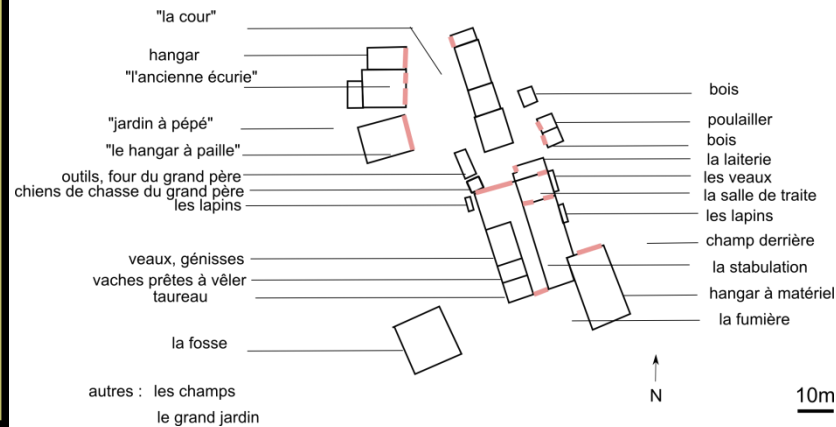 "la cour"
hangar
"l'ancienne écurie"
"jardin à pépé"
"le hangar à paille"
outils, four du grand père
chiens de chasse du grand père
les lapins
veaux, génisses
vaches prêtes à vêler
taureau
la fosse
autres : les champs
le grand jardin
bois
poulailler
bois
la laiterie
les veaux
la salle de traite
les lapins
champ derrière
la stabulation
hangar à matériel
la fumière
N
10m